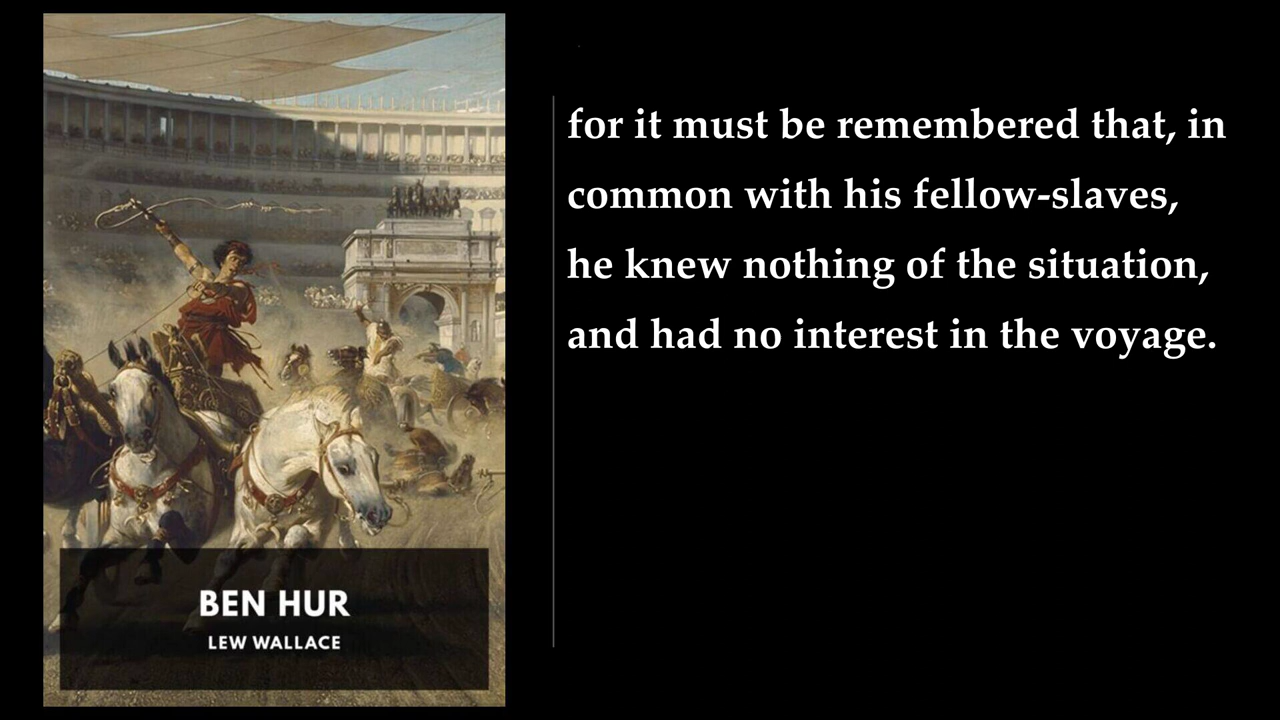 for it must be remembered that, in
common with his fellow-slaves,
he knew nothing of the situation,
and had no interest in the voyage.
BEN HUR
LEW WALLACE